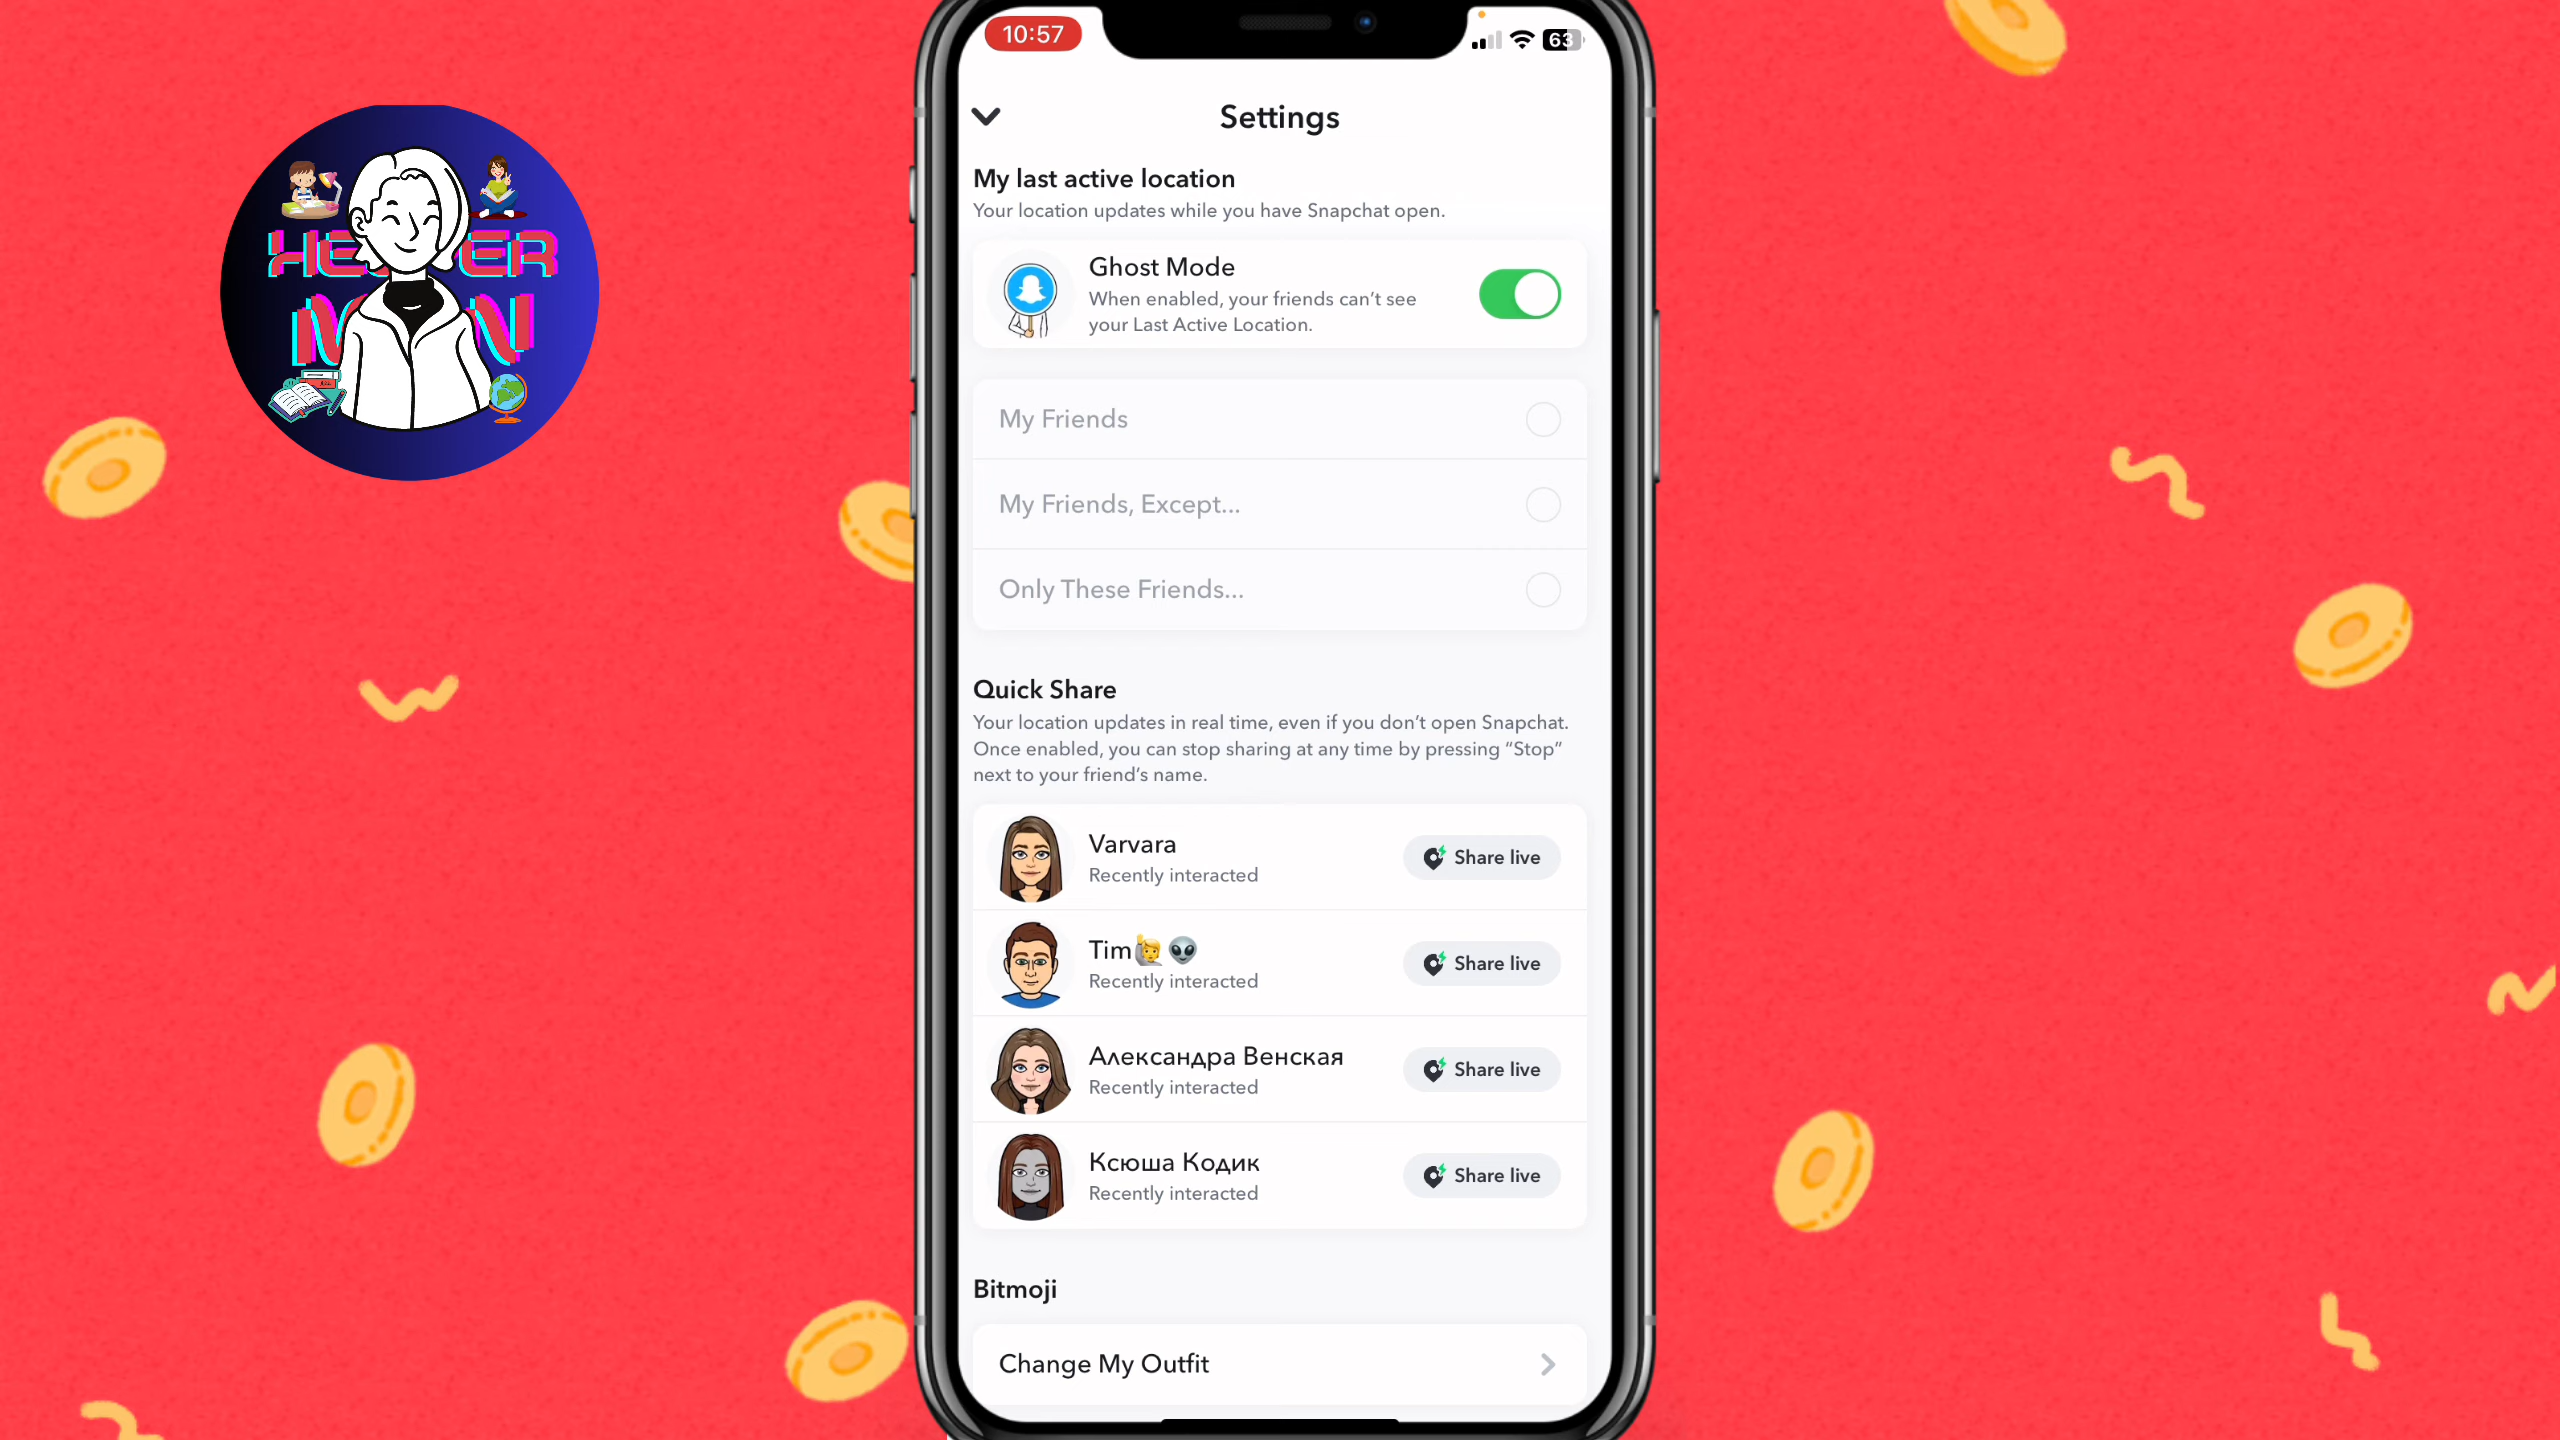 10:57
63
Settings
My last active location
Your location updates while you have Snapchat open.
Ghost Mode
When enabled, your friends can't see
your Last Active Location.
My Friends
My Friends, Except...
Only These Friends...
Quick Share
Your location updates in real time, even if you don't open Snapchat.
Once enabled, you can stop sharing at any time by pressing “Stop”
next to your friend's name.
Varvara
Recently interacted
Share live
Tim🙋👽
Recently interacted
Share live
Александра Венская
Recently interacted
Share live
Ксюша Кодик
Recently interacted
Share live
Bitmoji
Change My Outfit